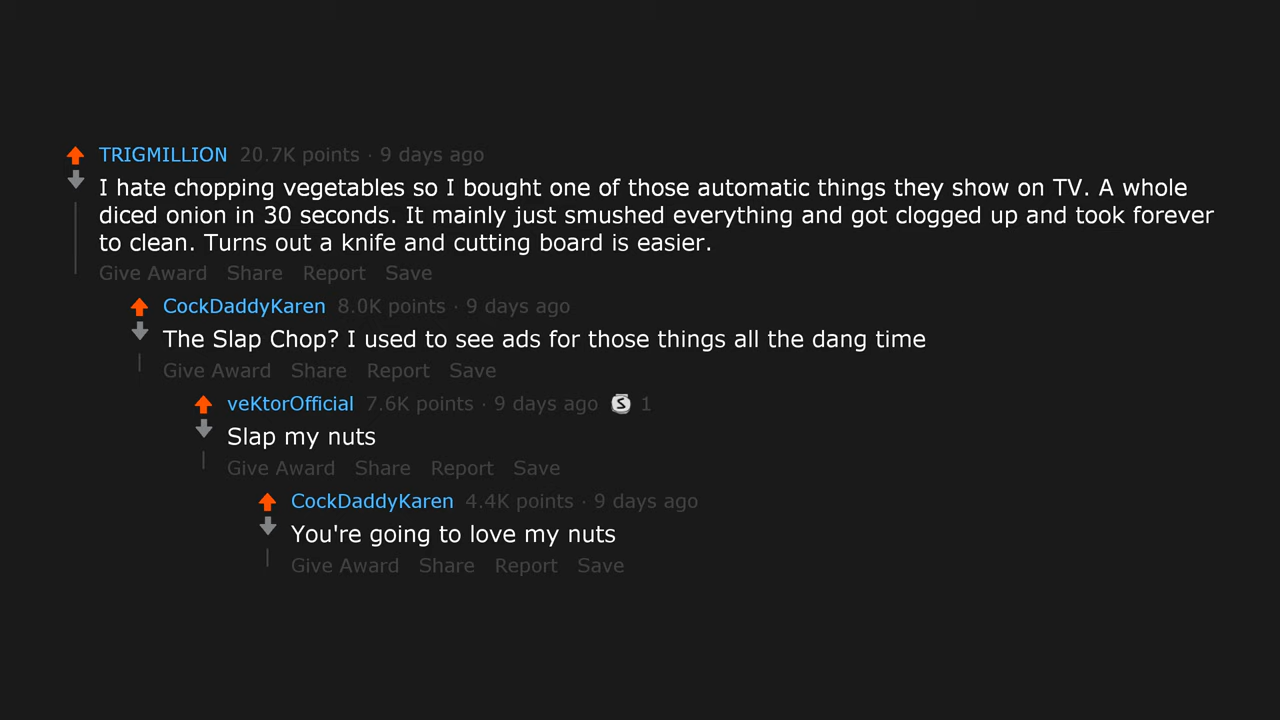 TRIGMILLION 20.7K points · 9 days ago
I hate chopping vegetables so I bought one of those automatic things they show on TV. A whole
diced onion in 30 seconds. It mainly just smushed everything and got clogged up and took forever
to clean. Turns out a knife and cutting board is easier.
Give Award Share Report Save
CockDaddyKaren 8.0K points · 9 days ago
The Slap Chop? I used to see ads for those things all the dang time
Give Award Share Report Save
veKtorOfficial 7.6K points · 9 days ago S 1
Slap my nuts
Give Award Share Report Save
CockDaddyKaren 4.4K points · 9 days ago
You're going to love my nuts
Give Award Share Report Save